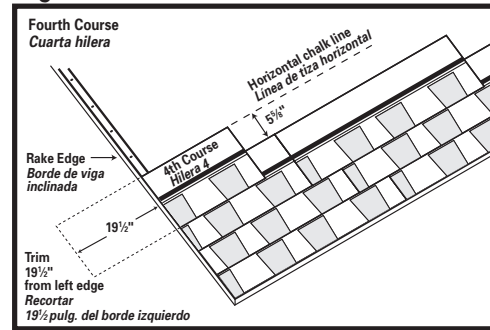 Fourth Course
Cuarta hilera
Horizontal chalk line
Línea de tiza horizontal
5⅝"
4th Course
Hilera 4
Rake Edge
Borde de viga
inclinada
19½"
Trim
19½"
from left edge
Recortar
19½ pulg. del borde izquierdo